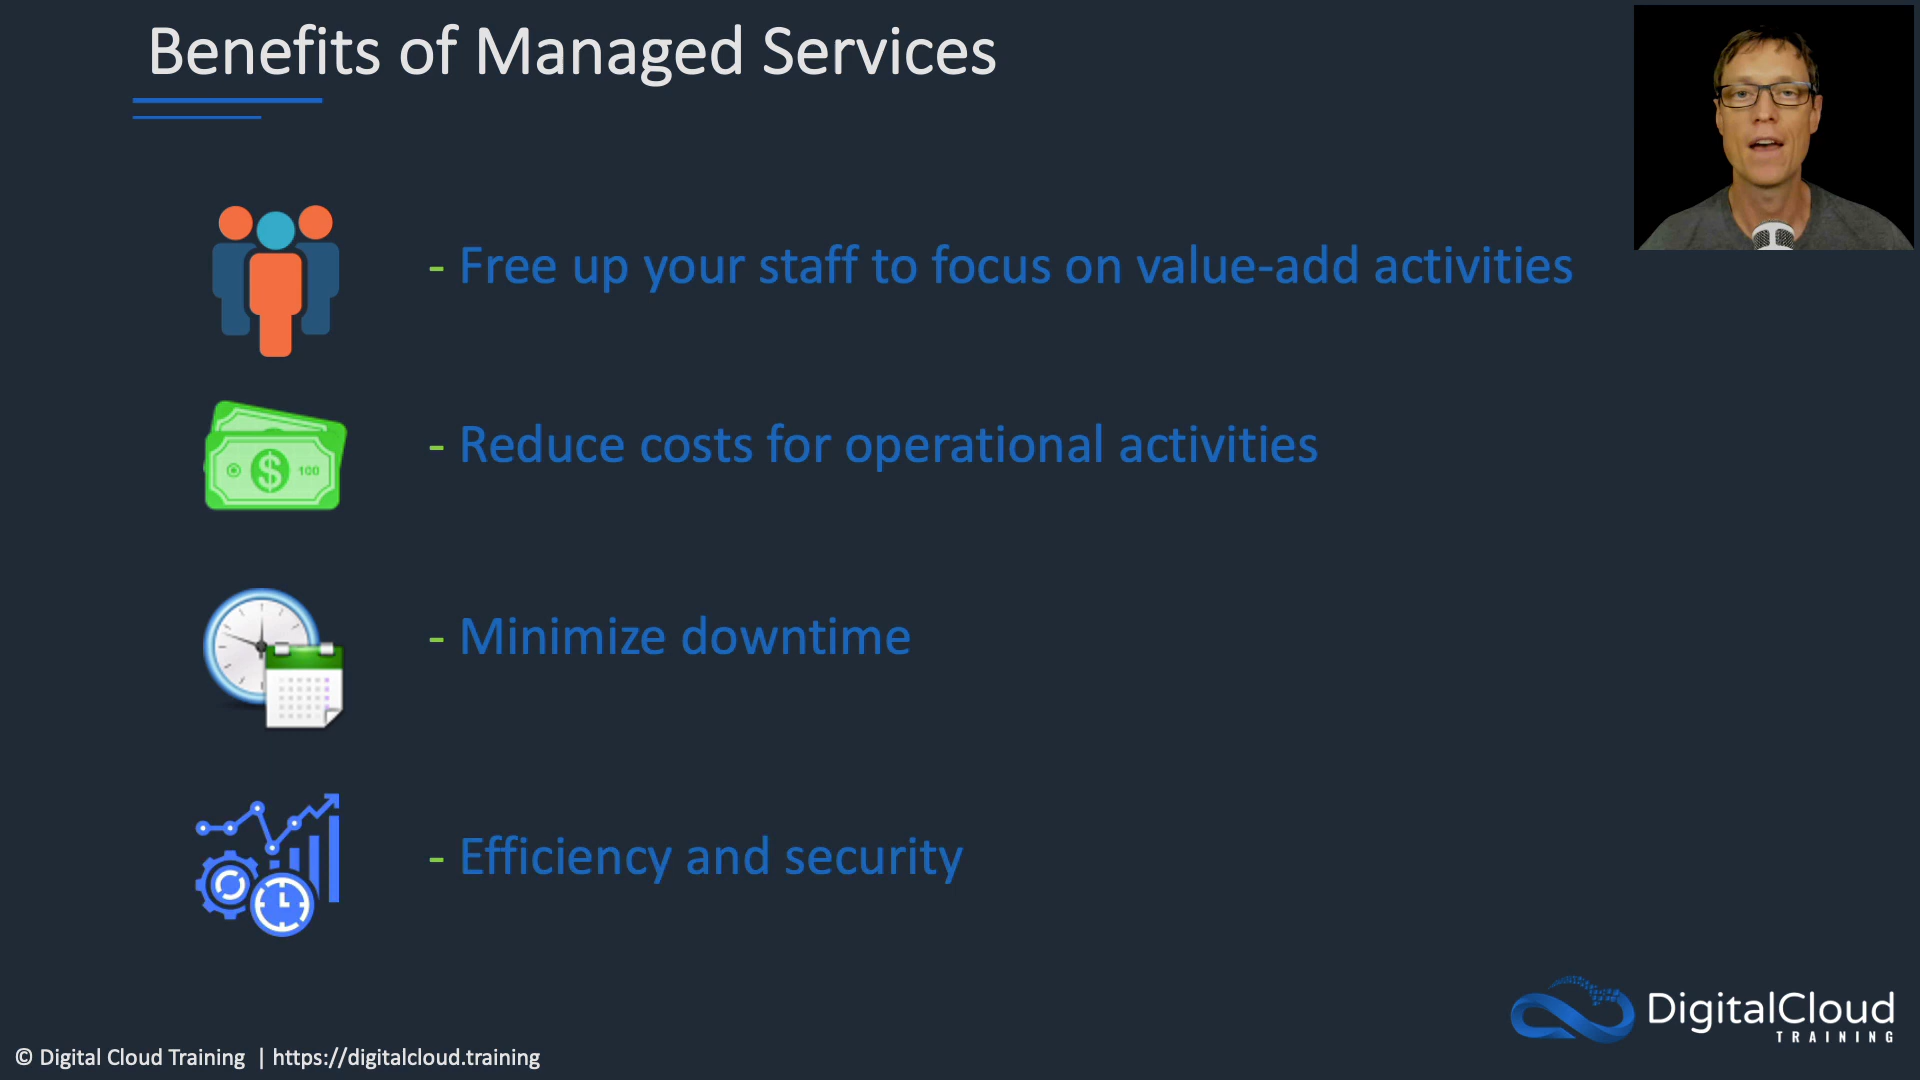 Benefits of Managed Services
- Free up your staff to focus on value-add activities
$ 100
- Reduce costs for operational activities
- Minimize downtime
- Efficiency and security
DigitalCloud
TRAINING
© Digital Cloud Training | https://digitalcloud.training